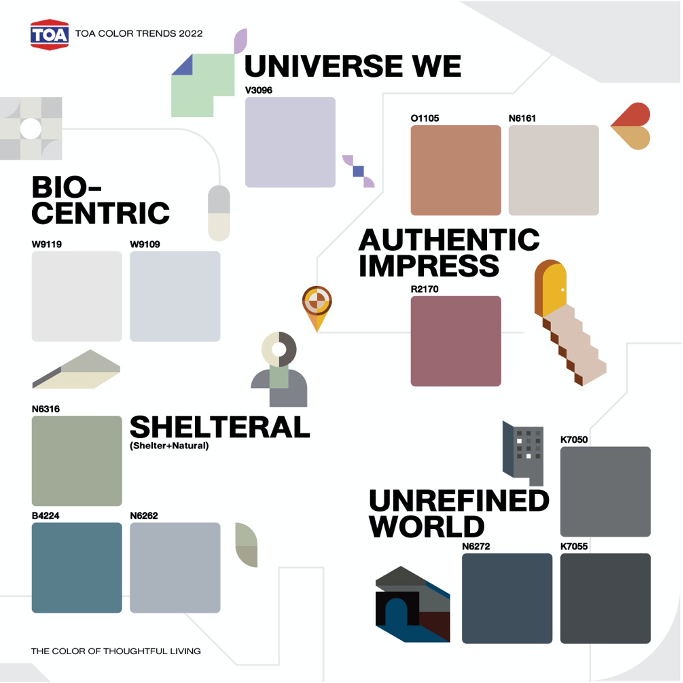 TOA
TOA COLOR TRENDS 2022
UNIVERSE WE
V3096
O1105
N6161
BIO-
CENTRIC
W9119
W9109
AUTHENTIC
IMPRESS
R2170
N6316
SHELTERAL
(Shelter+Natural)
B4224
N6262
K7050
UNREFINED
WORLD
N6272
K7055
THE COLOR OF THOUGHTFUL LIVING